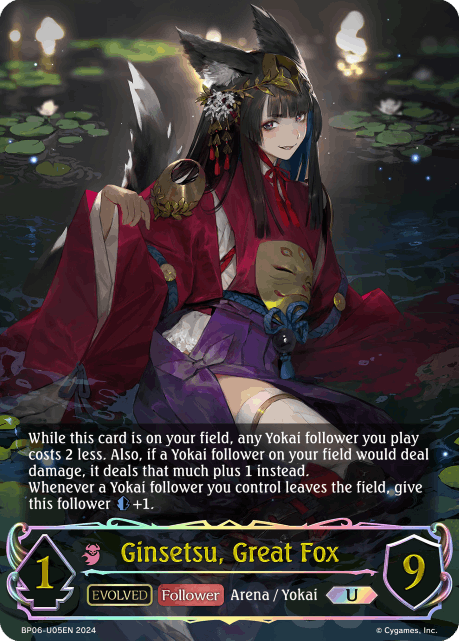 While this card is on your field, any Yokai follower you play
costs 2 less. Also, if a Yokai follower on your field would deal
damage, it deals that much plus 1 instead.
Whenever a Yokai follower you control leaves the field, give
this follower +1.
1
Ginsetsu, Great Fox
9
EVOLVED Follower Arena / Yokai U
BP06-U05EN 2024
© Cygames, Inc.